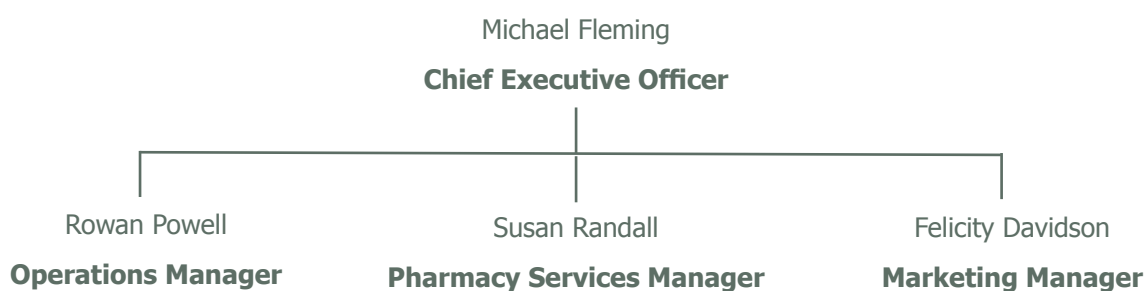 Michael Fleming
Chief Executive Officer
Rowan Powell
Operations Manager
Susan Randall
Pharmacy Services Manager
Felicity Davidson
Marketing Manager